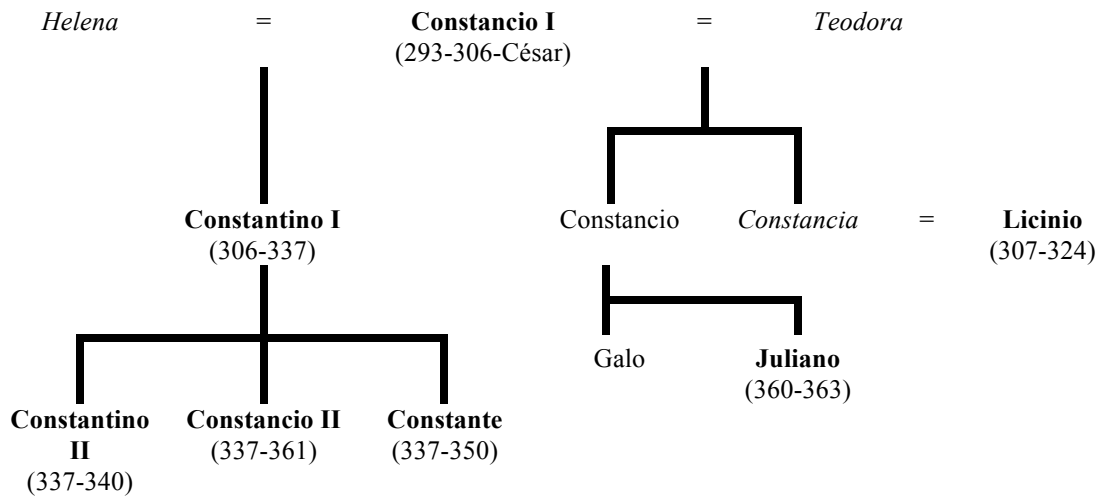 Helena = Constancio I = Teodora
(293-306-César)
Constantino I Constancio Constancia = Licinio
(306-337) (307-324)
Galo Juliano
(360-363)
Constantino Constancio II Constante
II (337-361) (337-350)
(337-340)